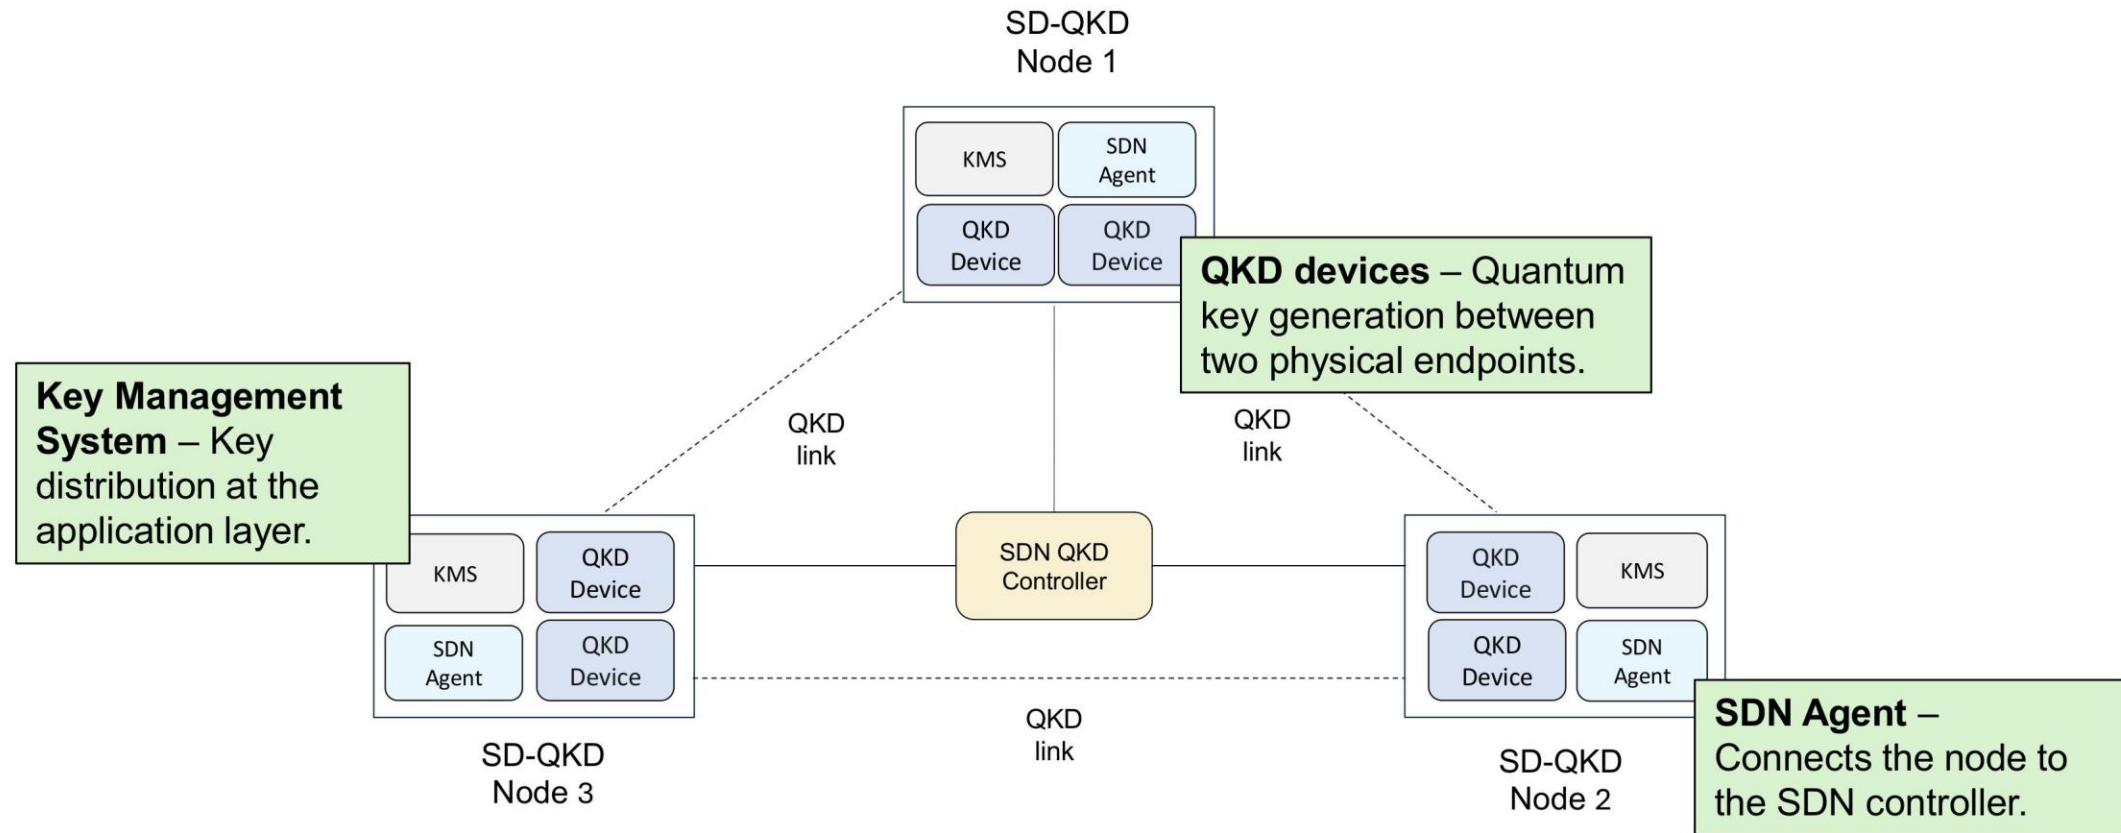 SD-QKD
Node 1
KMS
SDN
Agent
QKD
Device
QKD
Device
QKD devices – Quantum
key generation between
two physical endpoints.
Key Management
System – Key
distribution at the
application layer.
QKD
link
QKD
link
KMS
QKD
Device
SDN
Agent
QKD
Device
SDN QKD
Controller
QKD
Device
KMS
QKD
Device
SDN
Agent
SDN Agent –
Connects the node to
the SDN controller.
QKD
link
SD-QKD
Node 3
SD-QKD
Node 2